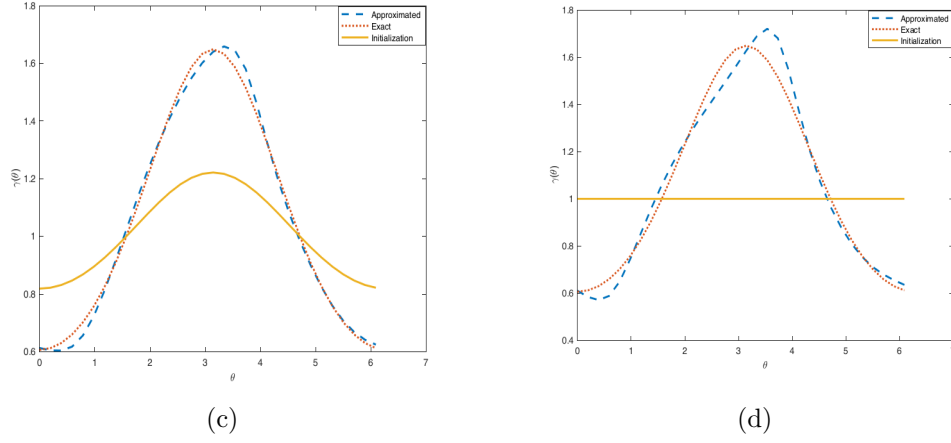 1.8
1.6
1.4
1.2
1
0.8
0.6
0
1
2
3
4
5
6
7
γ(θ)
θ
Approximated
Exact
Initialization
(c)
1.8
1.6
1.4
1.2
1
0.8
0.6
0.4
0
1
2
3
4
5
6
γ(θ)
θ
Approximated
Exact
Initialization
(d)